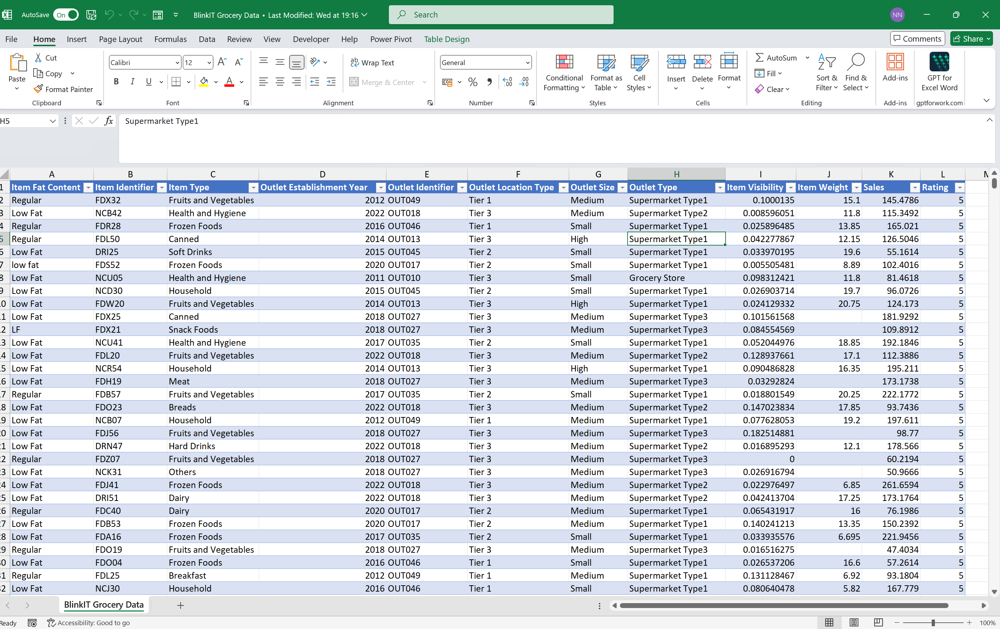 AutoSave On BlinkIT Grocery Data • Last Modified: Wed at 19:16 Search NN
File Home Insert Page Layout Formulas Data Review View Developer Help Power Pivot Table Design Comments Share
Paste Cut Copy Format Painter Clipboard
Calibri 12 B I U A Font
Wrap Text Merge & Center Alignment
General % Number
Conditional Formatting Format as Table Cell Styles Styles
Insert Delete Format Cells
AutoSum Fill Clear Sort & Filter Find & Select Editing
Add-ins Add-ins
GPT for Excel Word gptforwork.com
H5 fx Supermarket Type1
A B C D E F G H I J K L
1 Item Fat Content Item Identifier Item Type Outlet Establishment Year Outlet Identifier Outlet Location Type Outlet Size Outlet Type Item Visibility Item Weight Sales Rating
2 Regular FDX32 Fruits and Vegetables 2012 OUT049 Tier 1 Medium Supermarket Type1 0.1000135 15.1 145.4786 5
3 Low Fat NCB42 Health and Hygiene 2022 OUT018 Tier 3 Medium Supermarket Type2 0.008596051 11.8 115.3492 5
4 Regular FDR28 Frozen Foods 2016 OUT046 Tier 1 Small Supermarket Type1 0.025896485 13.85 165.021 5
5 Regular FDL50 Canned 2014 OUT013 Tier 3 High Supermarket Type1 0.042277867 12.15 126.5046 5
6 Low Fat DRI25 Soft Drinks 2015 OUT045 Tier 2 Small Supermarket Type1 0.033970195 19.6 55.1614 5
7 low fat FDS52 Frozen Foods 2020 OUT017 Tier 2 Small Supermarket Type1 0.005505481 8.89 102.4016 5
8 Low Fat NCU05 Health and Hygiene 2011 OUT010 Tier 3 Small Grocery Store 0.098312421 11.8 81.4618 5
9 Low Fat NCD30 Household 2015 OUT045 Tier 2 Small Supermarket Type1 0.026903714 19.7 96.0726 5
0 Low Fat FDW20 Fruits and Vegetables 2014 OUT013 Tier 3 High Supermarket Type1 0.024129332 20.75 124.173 5
1 Low Fat FDX25 Canned 2018 OUT027 Tier 3 Medium Supermarket Type3 0.101561568 181.9292 5
2 LF FDX21 Snack Foods 2018 OUT027 Tier 3 Medium Supermarket Type3 0.084554569 109.8912 5
3 Low Fat NCU41 Health and Hygiene 2017 OUT035 Tier 2 Small Supermarket Type1 0.052044976 18.85 192.1846 5
4 Low Fat FDL20 Fruits and Vegetables 2022 OUT018 Tier 3 Medium Supermarket Type2 0.128937661 17.1 112.3886 5
5 Low Fat NCR54 Household 2014 OUT013 Tier 3 High Supermarket Type1 0.090486828 16.35 195.211 5
6 Low Fat FDH19 Meat 2018 OUT027 Tier 3 Medium Supermarket Type3 0.03292824 173.1738 5
7 Regular FDB57 Fruits and Vegetables 2017 OUT035 Tier 2 Small Supermarket Type1 0.018801549 20.25 222.1772 5
8 Low Fat FDO23 Breads 2022 OUT018 Tier 3 Medium Supermarket Type2 0.147023834 17.85 93.7436 5
9 Low Fat NCB07 Household 2012 OUT049 Tier 1 Medium Supermarket Type1 0.077628053 19.2 197.611 5
0 Low Fat FDJ56 Fruits and Vegetables 2018 OUT027 Tier 3 Medium Supermarket Type3 0.182514881 98.77 5
1 Low Fat DRN47 Hard Drinks 2022 OUT018 Tier 3 Medium Supermarket Type2 0.016895293 12.1 178.566 5
2 Regular FDZ07 Fruits and Vegetables 2018 OUT027 Tier 3 Medium Supermarket Type3 0 60.2194 5
3 Low Fat NCK31 Others 2018 OUT027 Tier 3 Medium Supermarket Type3 0.026916794 50.9666 5
4 Low Fat FDJ41 Frozen Foods 2022 OUT018 Tier 3 Medium Supermarket Type2 0.022976497 6.85 261.6594 5
5 Low Fat DRI51 Dairy 2022 OUT018 Tier 3 Medium Supermarket Type2 0.042413704 17.25 173.1764 5
6 Regular FDC40 Dairy 2020 OUT017 Tier 2 Medium Supermarket Type1 0.065431917 16 76.1986 5
7 Low Fat FDB53 Frozen Foods 2020 OUT017 Tier 2 Medium Supermarket Type1 0.140241213 13.35 150.2392 5
8 Low Fat FDA16 Frozen Foods 2017 OUT035 Tier 2 Small Supermarket Type1 0.033935576 6.695 221.9456 5
9 Regular FDO19 Fruits and Vegetables 2018 OUT027 Tier 3 Medium Supermarket Type3 0.016516275 47.4034 5
0 Low Fat FDO04 Frozen Foods 2016 OUT046 Tier 1 Small Supermarket Type1 0.026537206 16.6 57.2614 5
1 Regular FDL25 Breakfast 2012 OUT049 Tier 1 Medium Supermarket Type1 0.131128467 6.92 93.1804 5
2 Low Fat NCJ30 Household 2016 OUT046 Tier 1 Small Supermarket Type1 0.080640478 5.82 167.779 5
BlinkIT Grocery Data
Ready Accessibility: Good to go 100%